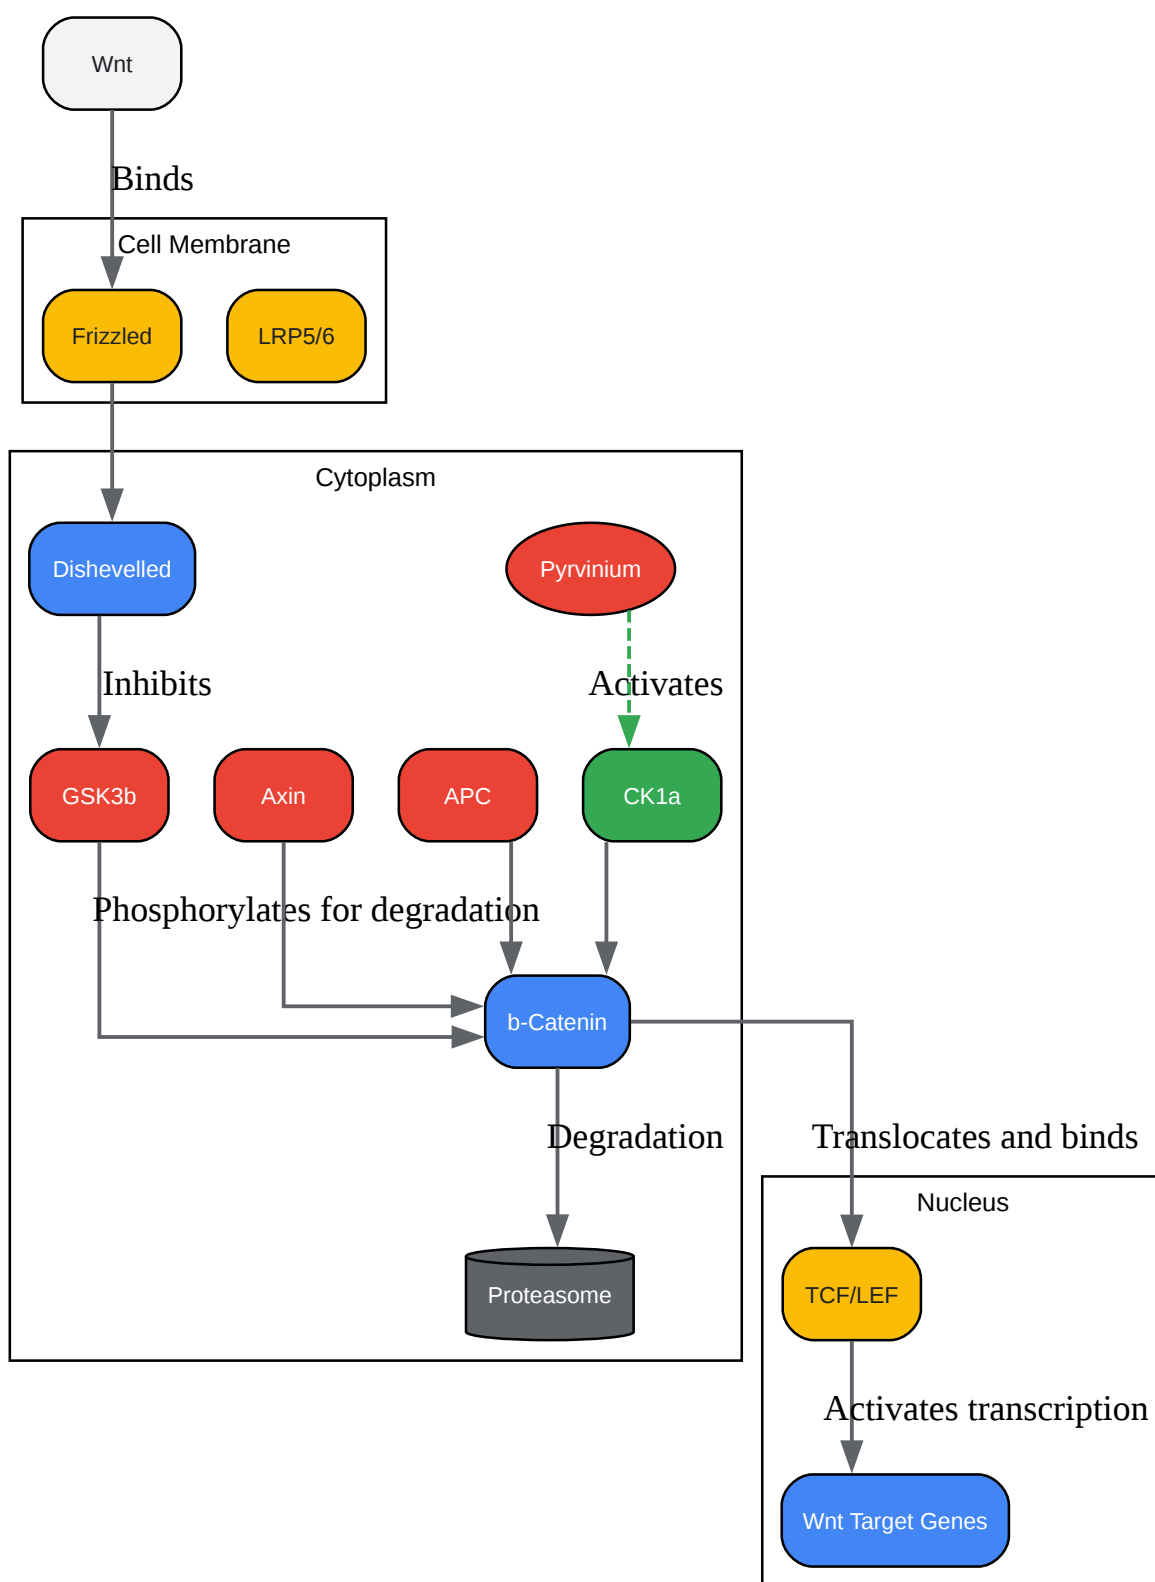 Wnt
Binds
Cell Membrane
Frizzled
LRP5/6
Cytoplasm
Dishevelled
Pyrvinium
Inhibits
Activates
GSK3b
Axin
APC
CK1a
Phosphorylates for degradation
b-Catenin
Degradation
Translocates and binds
Nucleus
Proteasome
TCF/LEF
Activates transcription
Wnt Target Genes